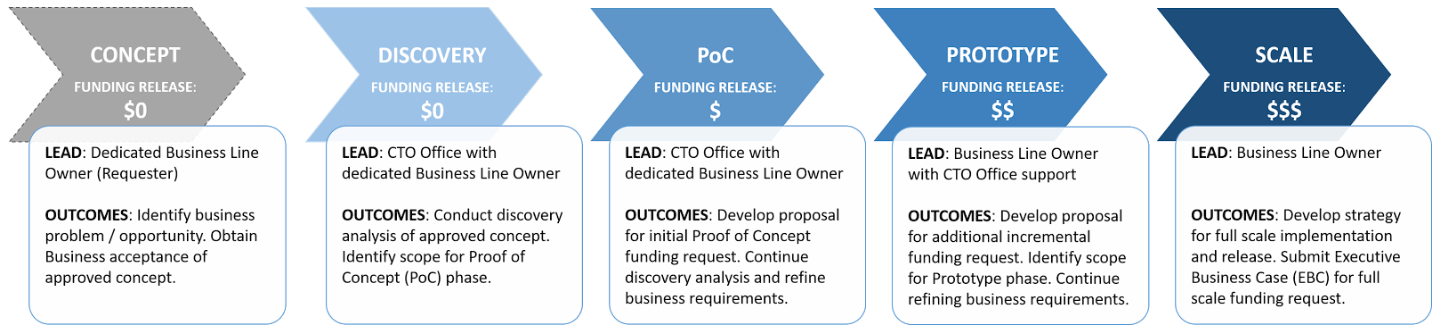 CONCEPT
FUNDING RELEASE:
$0
LEAD: Dedicated Business Line
Owner (Requester)
OUTCOMES: Identify business
problem / opportunity. Obtain
Business acceptance of
approved concept.
DISCOVERY
FUNDING RELEASE:
$0
LEAD: CTO Office with
dedicated Business Line Owner
OUTCOMES: Conduct discovery
analysis of approved concept.
Identify scope for Proof of
Concept (PoC) phase.
PoC
FUNDING RELEASE:
$
LEAD: CTO Office with
dedicated Business Line Owner
OUTCOMES: Develop proposal
for initial Proof of Concept
funding request. Continue
discovery analysis and refine
business requirements.
PROTOTYPE
FUNDING RELEASE:
$$
LEAD: Business Line Owner
with CTO Office support
OUTCOMES: Develop proposal
for additional incremental
funding request. Identify scope
for Prototype phase. Continue
refining business requirements.
SCALE
FUNDING RELEASE:
$$$
LEAD: Business Line Owner
OUTCOMES: Develop strategy
for full scale implementation
and release. Submit Executive
Business Case (EBC) for full
scale funding request.